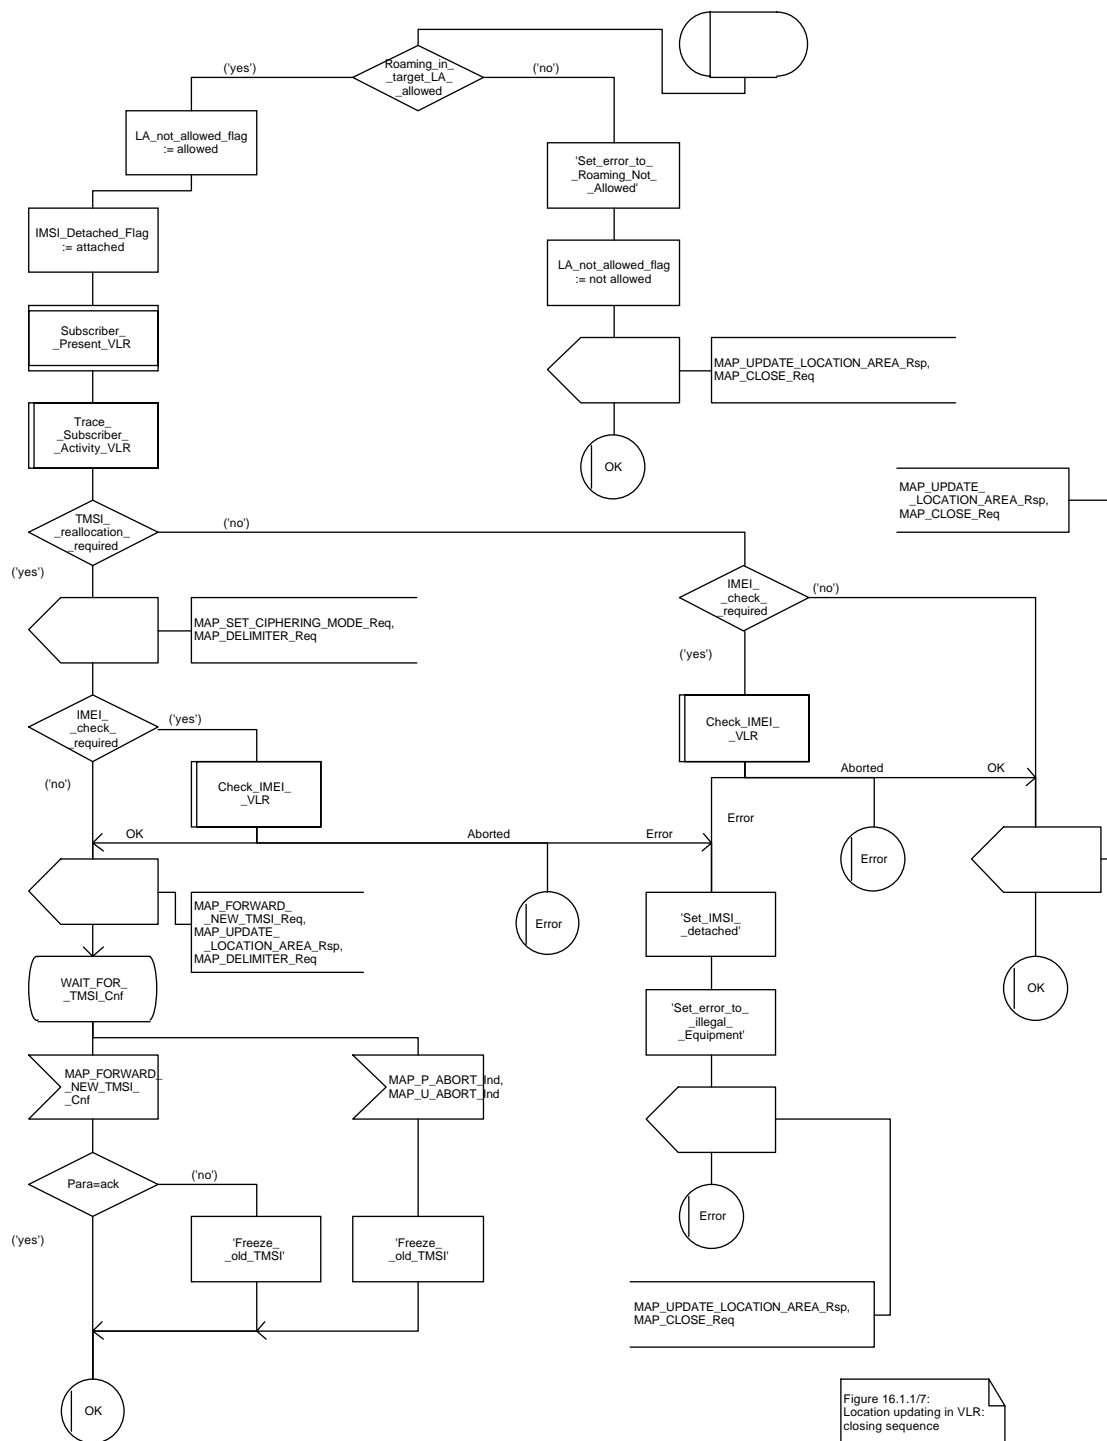 Roaming_in_
_target_LA_
_allowed
('yes')
('no')
LA_not_allowed_flag
:= allowed
'Set_error_to_
_Roaming_Not_
_Allowed'
IMSI_Detached_Flag
:= attached
LA_not_allowed_flag
:= not allowed
Subscriber_
_Present_VLR
MAP_UPDATE_LOCATION_AREA_Rsp,
MAP_CLOSE_Req
Trace_
_Subscriber_
_Activity_VLR
OK
MAP_UPDATE_
_LOCATION_AREA_Rsp,
MAP_CLOSE_Req
TMSI_
_reallocation_
_required
('no')
('yes')
IMEI_
_check_
_required
('no')
MAP_SET_CIPHERING_MODE_Req,
MAP_DELIMITER_Req
('yes')
IMEI_
_check_
_required
('yes')
Check_IMEI_
_VLR
('no')
Check_IMEI_
_VLR
Aborted
OK
Error
OK
Aborted
Error
Error
MAP_FORWARD_
_NEW_TMSI_Req,
MAP_UPDATE_
_LOCATION_AREA_Rsp,
MAP_DELIMITER_Req
Error
'Set_IMSI_
_detached'
WAIT_FOR_
_TMSI_Cnf
OK
'Set_error_to_
_illegal_
_Equipment'
MAP_FORWARD_
_NEW_TMSI_
_Cnf
MAP_P_ABORT_Ind,
MAP_U_ABORT_Ind
Para=ack
('no')
Error
('yes')
'Freeze_
_old_TMSI'
'Freeze_
_old_TMSI'
MAP_UPDATE_LOCATION_AREA_Rsp,
MAP_CLOSE_Req
OK
Figure 16.1.1/7:
Location updating in VLR:
closing sequence